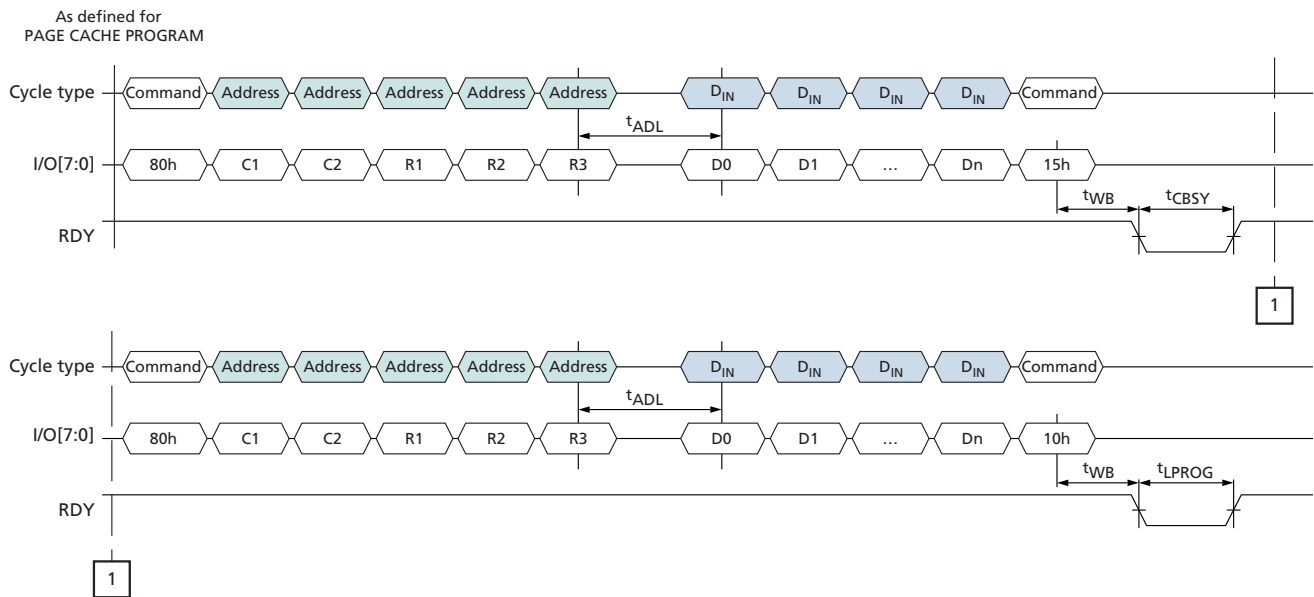 As defined for
PAGE CACHE PROGRAM
Cycle type Command Address Address Address Address Address DIN DIN DIN DIN Command
tADL
I/O[7:0] 80h C1 C2 R1 R2 R3 D0 D1 … Dn 15h
tWB tCBSY
RDY
1
Cycle type Command Address Address Address Address Address DIN DIN DIN DIN Command
tADL
I/O[7:0] 80h C1 C2 R1 R2 R3 D0 D1 … Dn 10h
tWB tLPROG
RDY
1